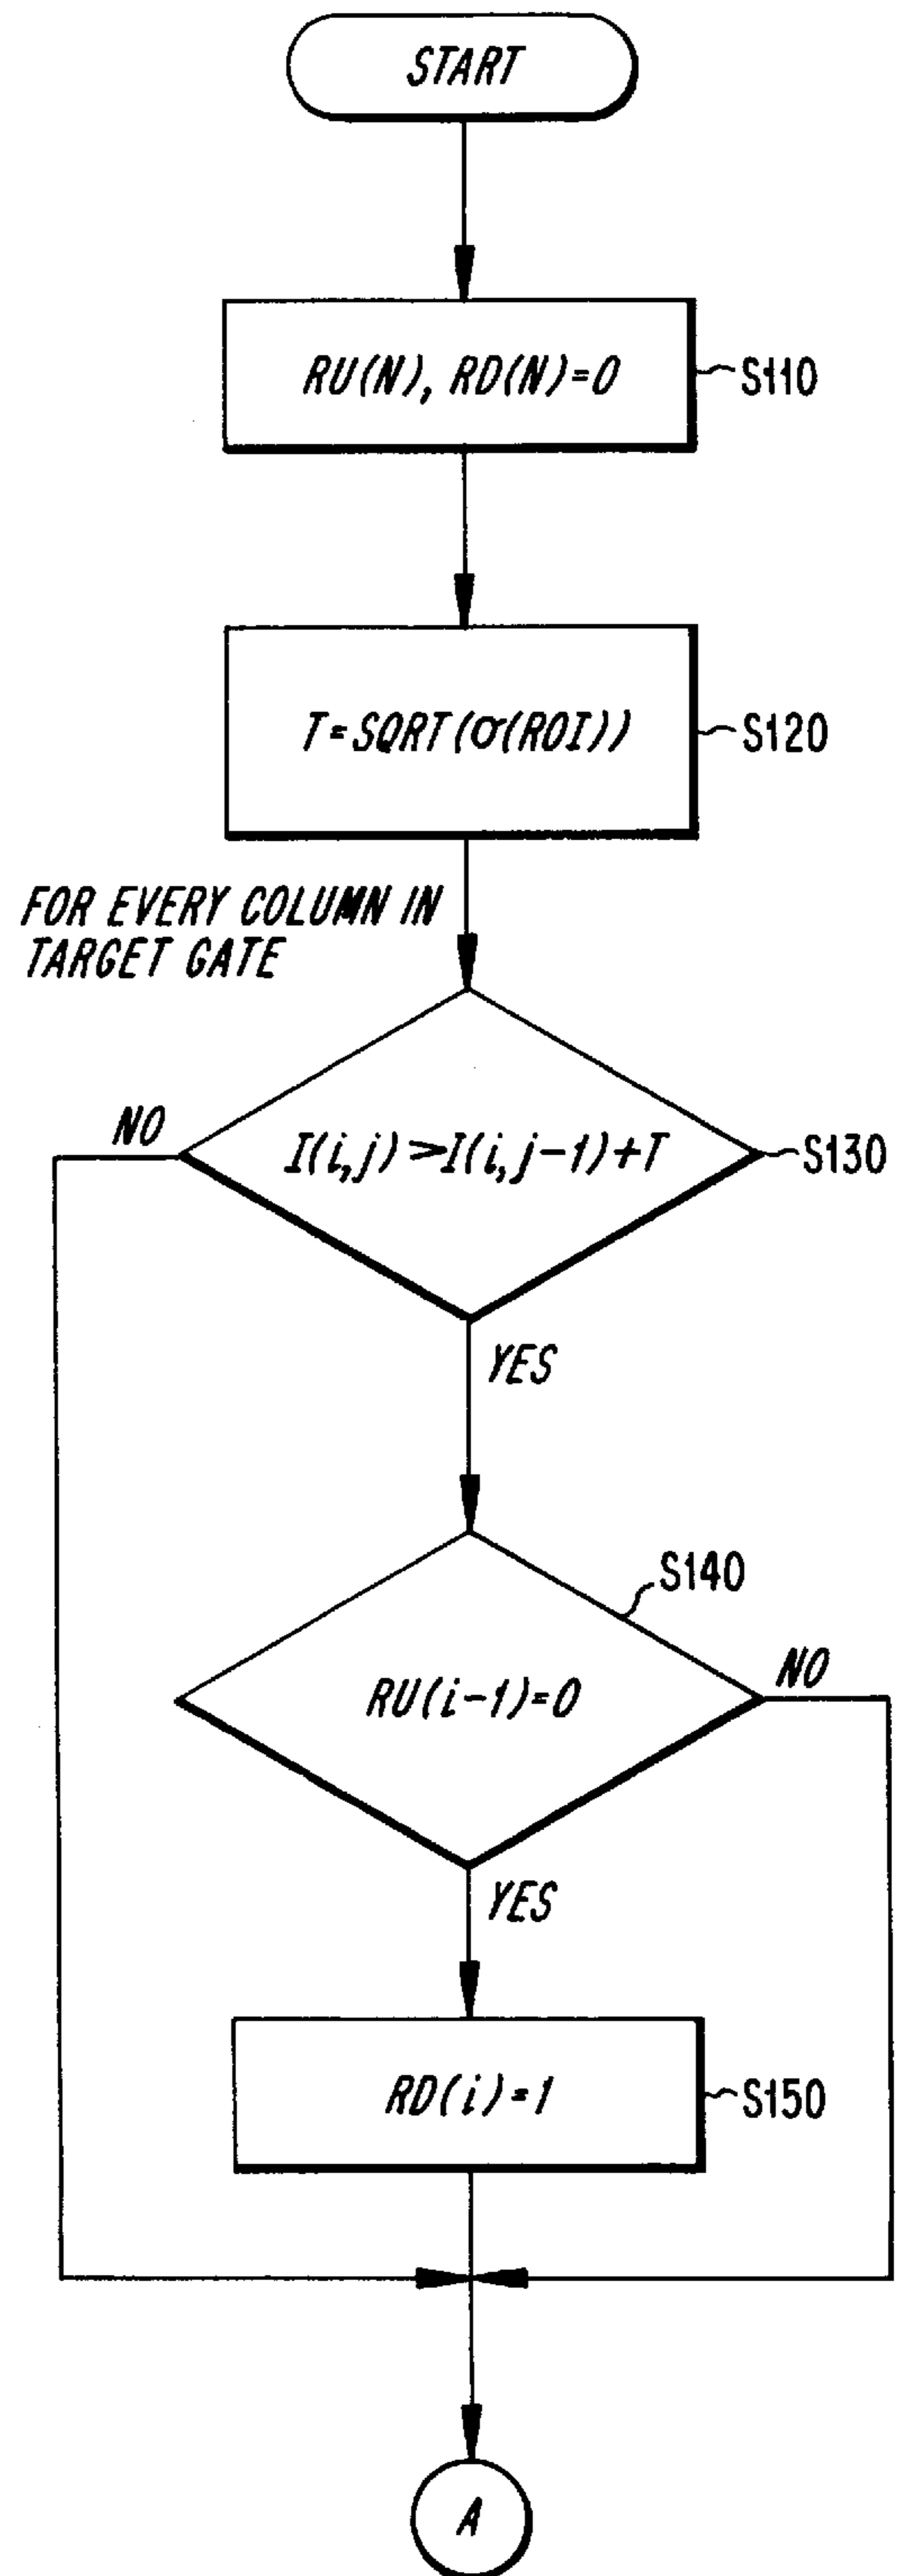 START
RU(N), RD(N)=0
S110
T=SQRT(σ(ROI))
S120
FOR EVERY COLUMN IN
TARGET GATE
NO
I(i,j)>I(i,j-1)+T
S130
YES
S140
RU(i-1)=0
NO
YES
RD(i)=1
S150
A